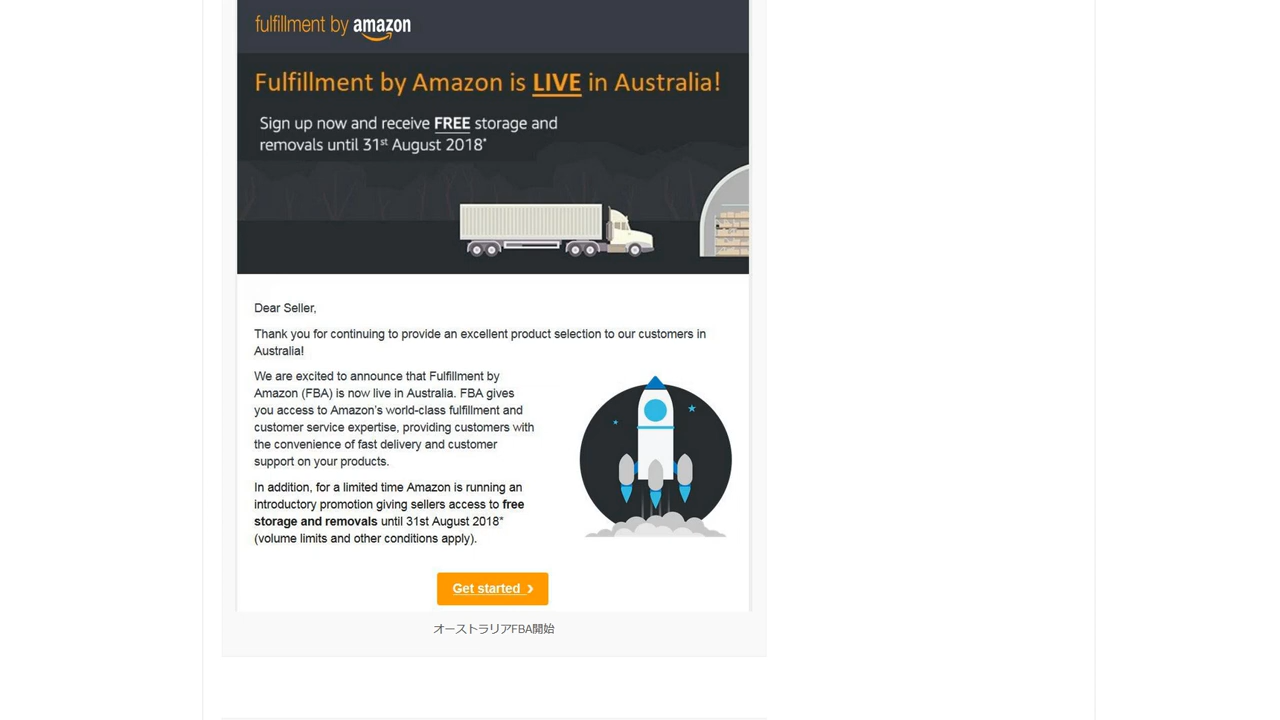 fulfillment by amazon
Fulfillment by Amazon is LIVE in Australia!
Sign up now and receive FREE storage and
removals until 31st August 2018*
Dear Seller,
Thank you for continuing to provide an excellent product selection to our customers in
Australia!
We are excited to announce that Fulfillment by
Amazon (FBA) is now live in Australia. FBA gives
you access to Amazon's world-class fulfillment and
customer service expertise, providing customers with
the convenience of fast delivery and customer
support on your products.
In addition, for a limited time Amazon is running an
introductory promotion giving sellers access to free
storage and removals until 31st August 2018*
(volume limits and other conditions apply).
Get started ›
オーストラリアFBA開始